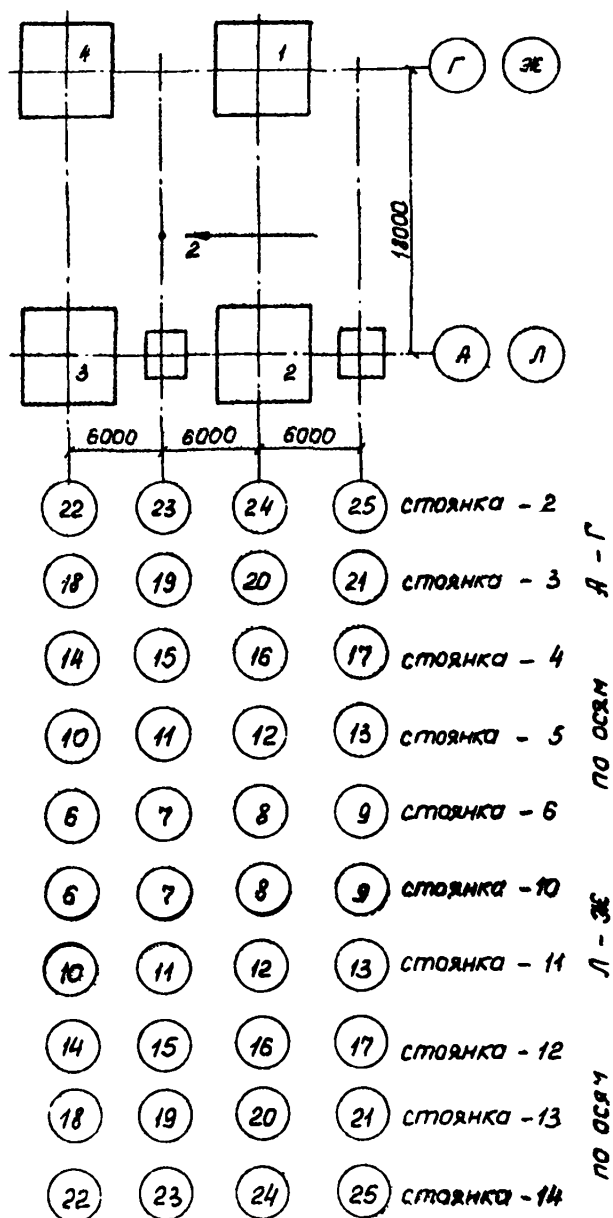 4 1 Г Ж
2
18000
3 2 А Л
6000 6000 6000
22 23 24 25 стоянка - 2
18 19 20 21 стоянка - 3
14 15 16 17 стоянка - 4
10 11 12 13 стоянка - 5
6 7 8 9 стоянка - 6
6 7 8 9 стоянка - 10
10 11 12 13 стоянка - 11
14 15 16 17 стоянка - 12
18 19 20 21 стоянка - 13
22 23 24 25 стоянка - 14
по осям А - Г
по осям Л - Ж